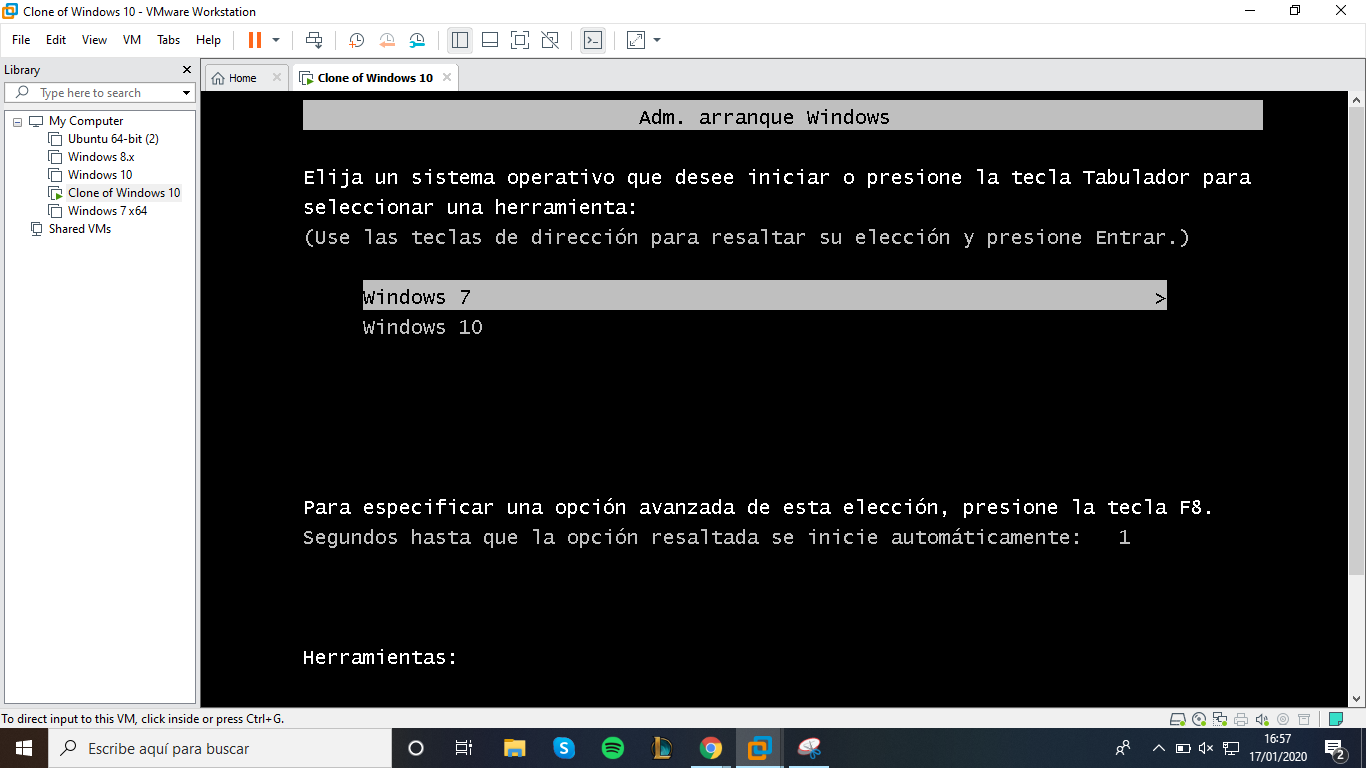 Clone of Windows 10 - VMware Workstation
File Edit View VM Tabs Help
Library
Home
Clone of Windows 10
Type here to search
My Computer
Ubuntu 64-bit (2)
Windows 8.x
Windows 10
Clone of Windows 10
Windows 7 x64
Shared VMs
Adm. arranque Windows
Elija un sistema operativo que desee iniciar o presione la tecla Tabulador para
seleccionar una herramienta:
(Use las teclas de dirección para resaltar su elección y presione Entrar.)
Windows 7 >
Windows 10
Para especificar una opción avanzada de esta elección, presione la tecla F8.
Segundos hasta que la opción resaltada se inicie automáticamente: 1
Herramientas:
To direct input to this VM, click inside or press Ctrl+G.
Escribe aquí para buscar
16:57
17/01/2020
2